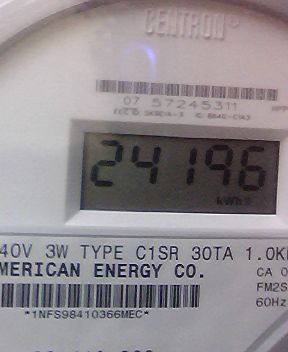 CENTRON®
07 57245311
24196
kWh
40V 3W TYPE C1SR 30TA 1.0K
MERICAN ENERGY CO.
CA 0
FM2S
60Hz
*1NFS98410366MEC*